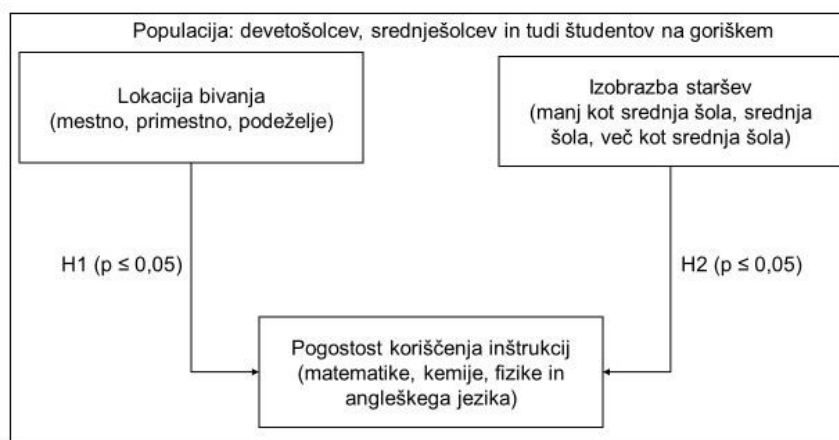 Populacija: devetošolcev, srednješolcev in tudi študentov na goriškem
Lokacija bivanja
(mestno, primestno, podeželje)
Izobrazba staršev
(manj kot srednja šola, srednja
šola, več kot srednja šola)
H1 (p ≤ 0,05)
H2 (p ≤ 0,05)
Pogostost koriščenja inštrukcij
(matematike, kemije, fizike in
angleškega jezika)